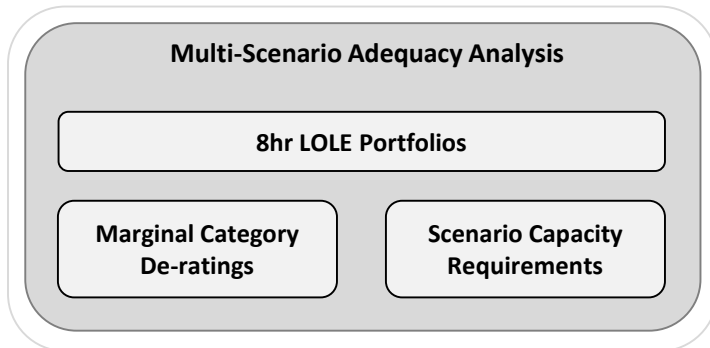 Multi-Scenario Adequacy Analysis
8hr LOLE Portfolios
Marginal Category
De-ratings
Scenario Capacity
Requirements